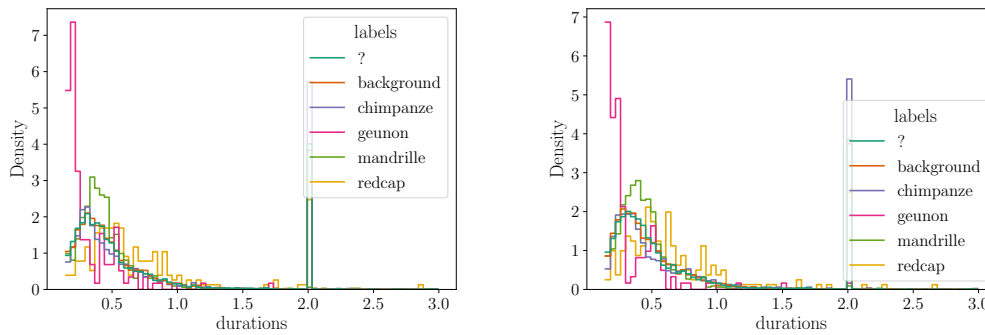 7
6
5
4
3
2
1
0
Density
0.5
1.0
1.5
2.0
2.5
3.0
durations
labels
?
background
chimpanze
geunon
mandrille
redcap
7
6
5
4
3
2
1
0
Density
0.5
1.0
1.5
2.0
2.5
3.0
durations
labels
?
background
chimpanze
geunon
mandrille
redcap